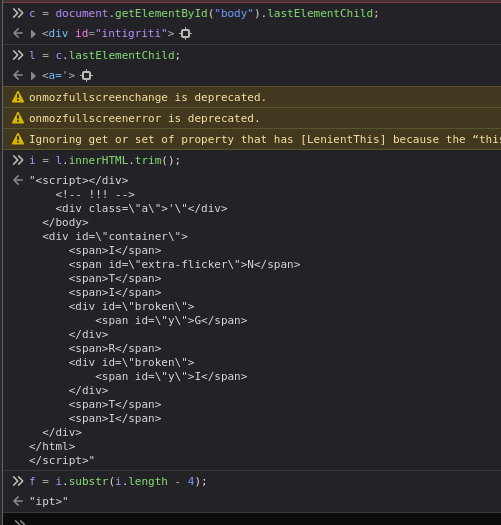 c = document.getElementById("body").lastElementChild;
<div id="intigriti">
l = c.lastElementChild;
<a='>
onmozfullscreenchange is deprecated.
onmozfullscreenerror is deprecated.
Ignoring get or set of property that has [LenientThis] because the “this
i = l.innerHTML.trim();
"<script></div>
<!-- !!! -->
<div class=\"a\">'\"</div>
</body>
<div id=\"container\">
<span>I</span>
<span id=\"extra-flicker\">N</span>
<span>T</span>
<span>I</span>
<div id=\"broken\">
<span id=\"y\">G</span>
</div>
<span>R</span>
<div id=\"broken\">
<span id=\"y\">I</span>
</div>
<span>T</span>
<span>I</span>
</div>
</html>
</script>"
f = i.substr(i.length - 4);
"ipt>"